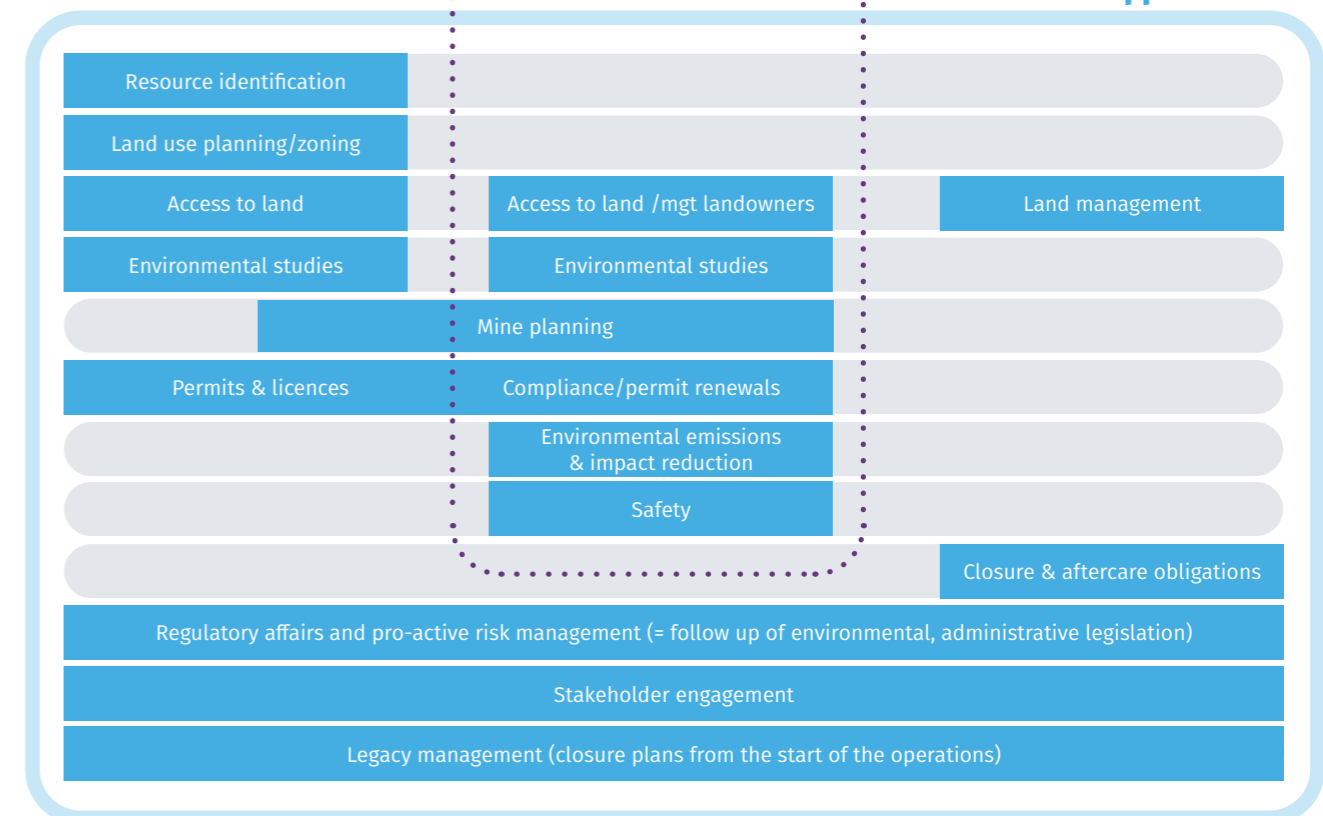 Resource identification
Land use planning/zoning
Access to land
Access to land /mgt landowners
Land management
Environmental studies
Environmental studies
Mine planning
Permits & licences
Compliance/permit renewals
Environmental emissions
& impact reduction
Safety
Closure & aftercare obligations
Regulatory affairs and pro-active risk management (= follow up of environmental, administrative legislation)
Stakeholder engagement
Legacy management (closure plans from the start of the operations)